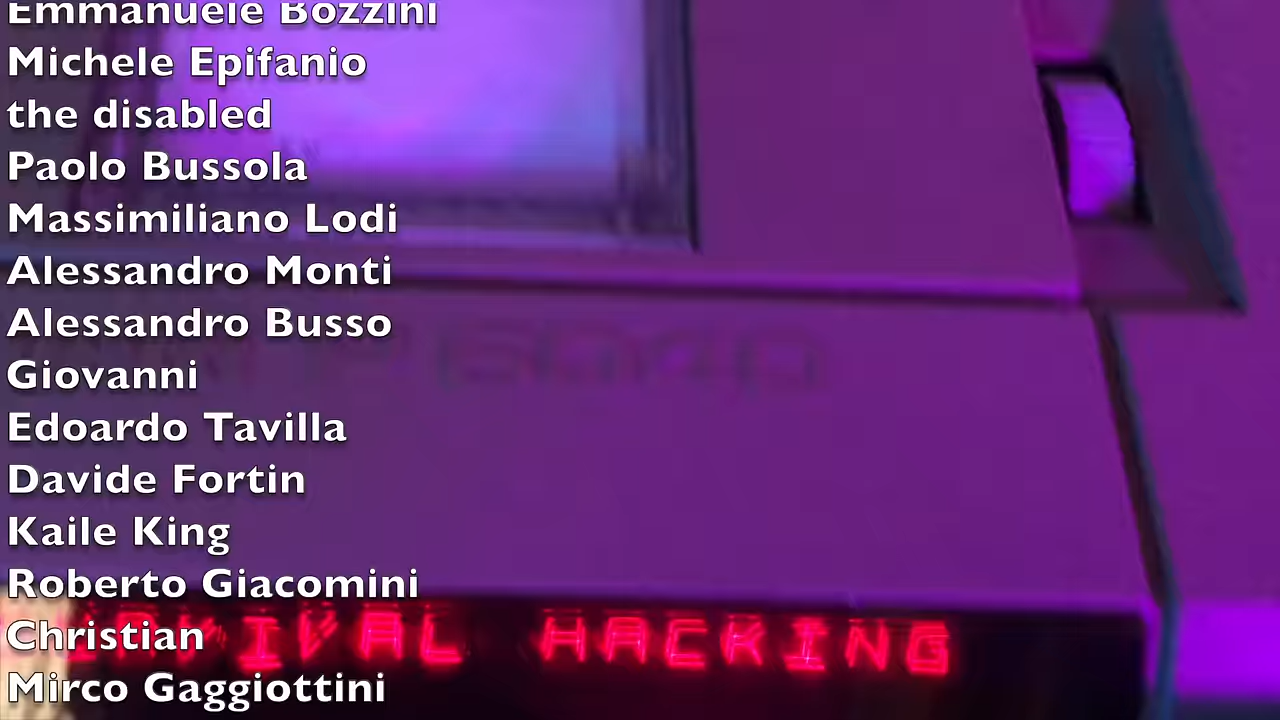 Emmanuele Bozzini
Michele Epifanio
the disabled
Paolo Bussola
Massimiliano Lodi
Alessandro Monti
Alessandro Busso
Giovanni
Edoardo Tavilla
Davide Fortin
Kaile King
Roberto Giacomini
Christian
HACKING
Mirco Gaggiottini